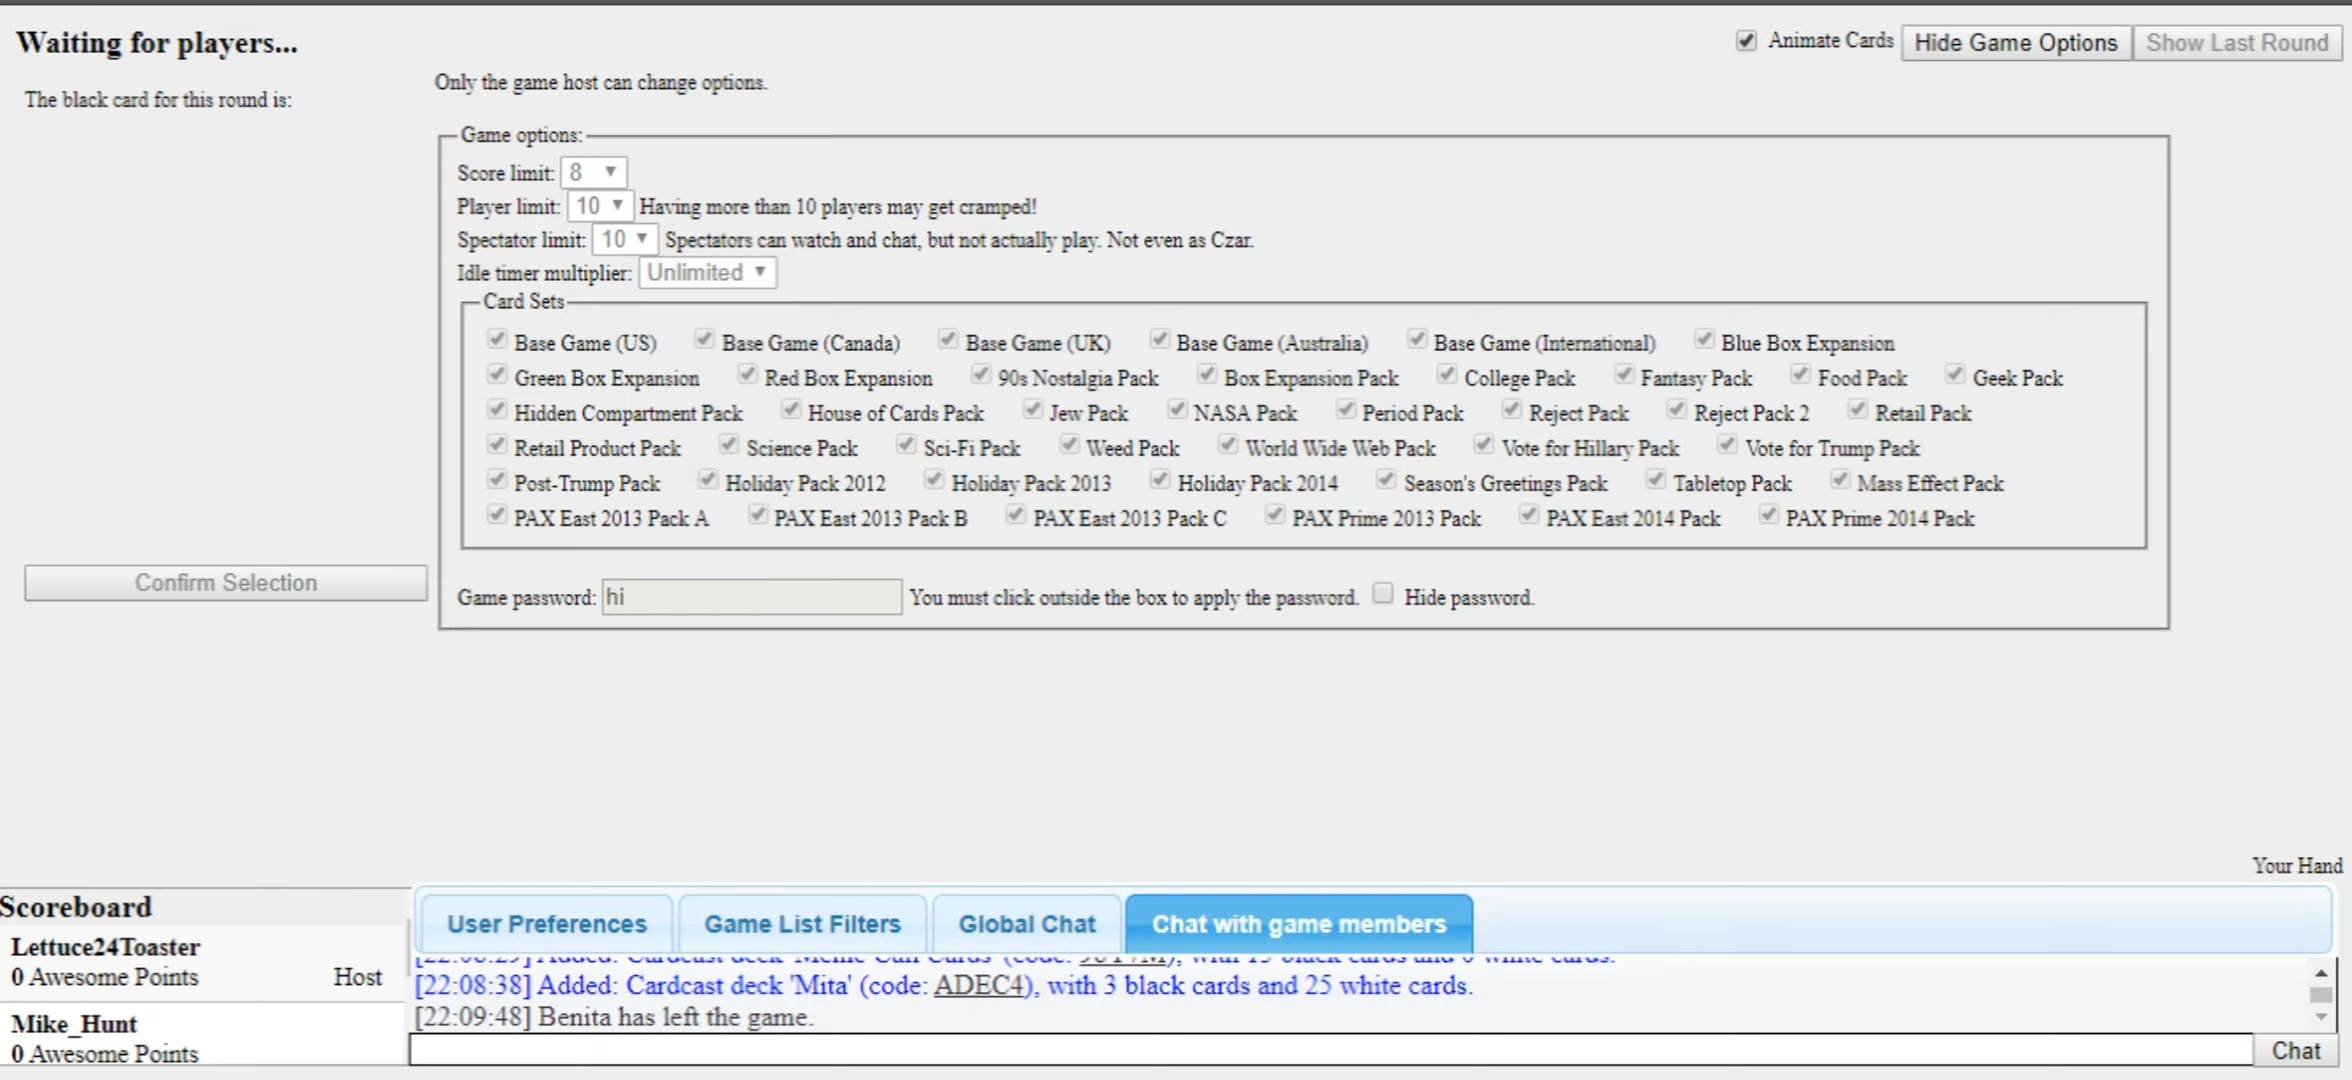 Waiting for players...
Animate Cards Hide Game Options Show Last Round
Only the game host can change options.
The black card for this round is:
Game options:
Score limit: 8
Player limit: 10 Having more than 10 players may get cramped!
Spectator limit: 10 Spectators can watch and chat, but not actually play. Not even as Czar.
Idle timer multiplier: Unlimited
Card Sets
Base Game (US) Base Game (Canada) Base Game (UK) Base Game (Australia) Base Game (International) Blue Box Expansion
Green Box Expansion Red Box Expansion 90s Nostalgia Pack Box Expansion Pack College Pack Fantasy Pack Food Pack Geek Pack
Hidden Compartment Pack House of Cards Pack Jew Pack NASA Pack Period Pack Reject Pack Reject Pack 2 Retail Pack
Retail Product Pack Science Pack Sci-Fi Pack Weed Pack World Wide Web Pack Vote for Hillary Pack Vote for Trump Pack
Post-Trump Pack Holiday Pack 2012 Holiday Pack 2013 Holiday Pack 2014 Season's Greetings Pack Tabletop Pack Mass Effect Pack
PAX East 2013 Pack A PAX East 2013 Pack B PAX East 2013 Pack C PAX Prime 2013 Pack PAX East 2014 Pack PAX Prime 2014 Pack
Confirm Selection
Game password: hi You must click outside the box to apply the password. Hide password.
Your Hand
Scoreboard
Lettuce24Toaster
0 Awesome Points Host
Mike_Hunt
0 Awesome Points
User Preferences Game List Filters Global Chat Chat with game members
Added: Cardcast deck
black cards and 0 white cards.
[22:08:38] Added: Cardcast deck 'Mita' (code: ADEC4), with 3 black cards and 25 white cards.
[22:09:48] Benita has left the game.
Chat